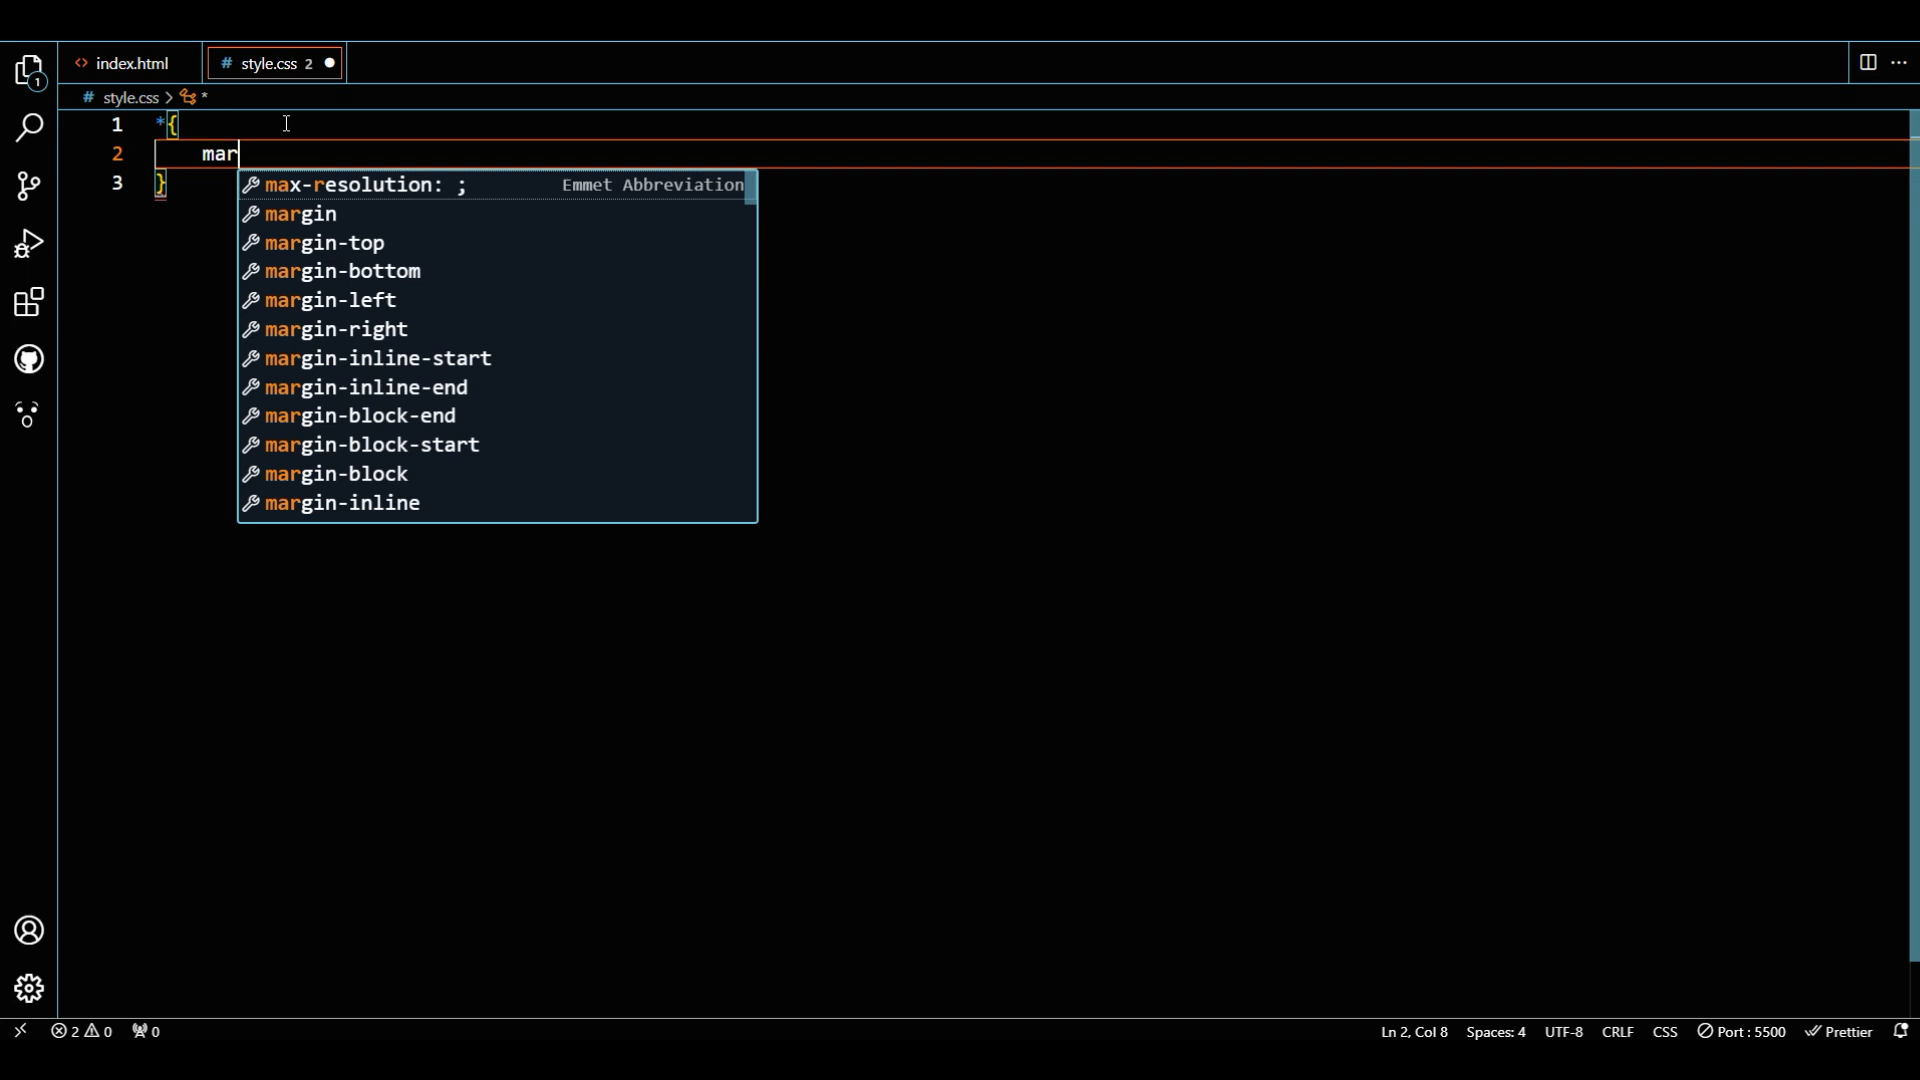 index.html
# style.css 2
# style.css > *
1 *{
2 mar
3 }
max-resolution: ; Emmet Abbreviation
margin
margin-top
margin-bottom
margin-left
margin-right
margin-inline-start
margin-inline-end
margin-block-end
margin-block-start
margin-block
margin-inline
1
2 0 0
Ln 2, Col 8 Spaces: 4 UTF-8 CRLF CSS Port : 5500 Prettier